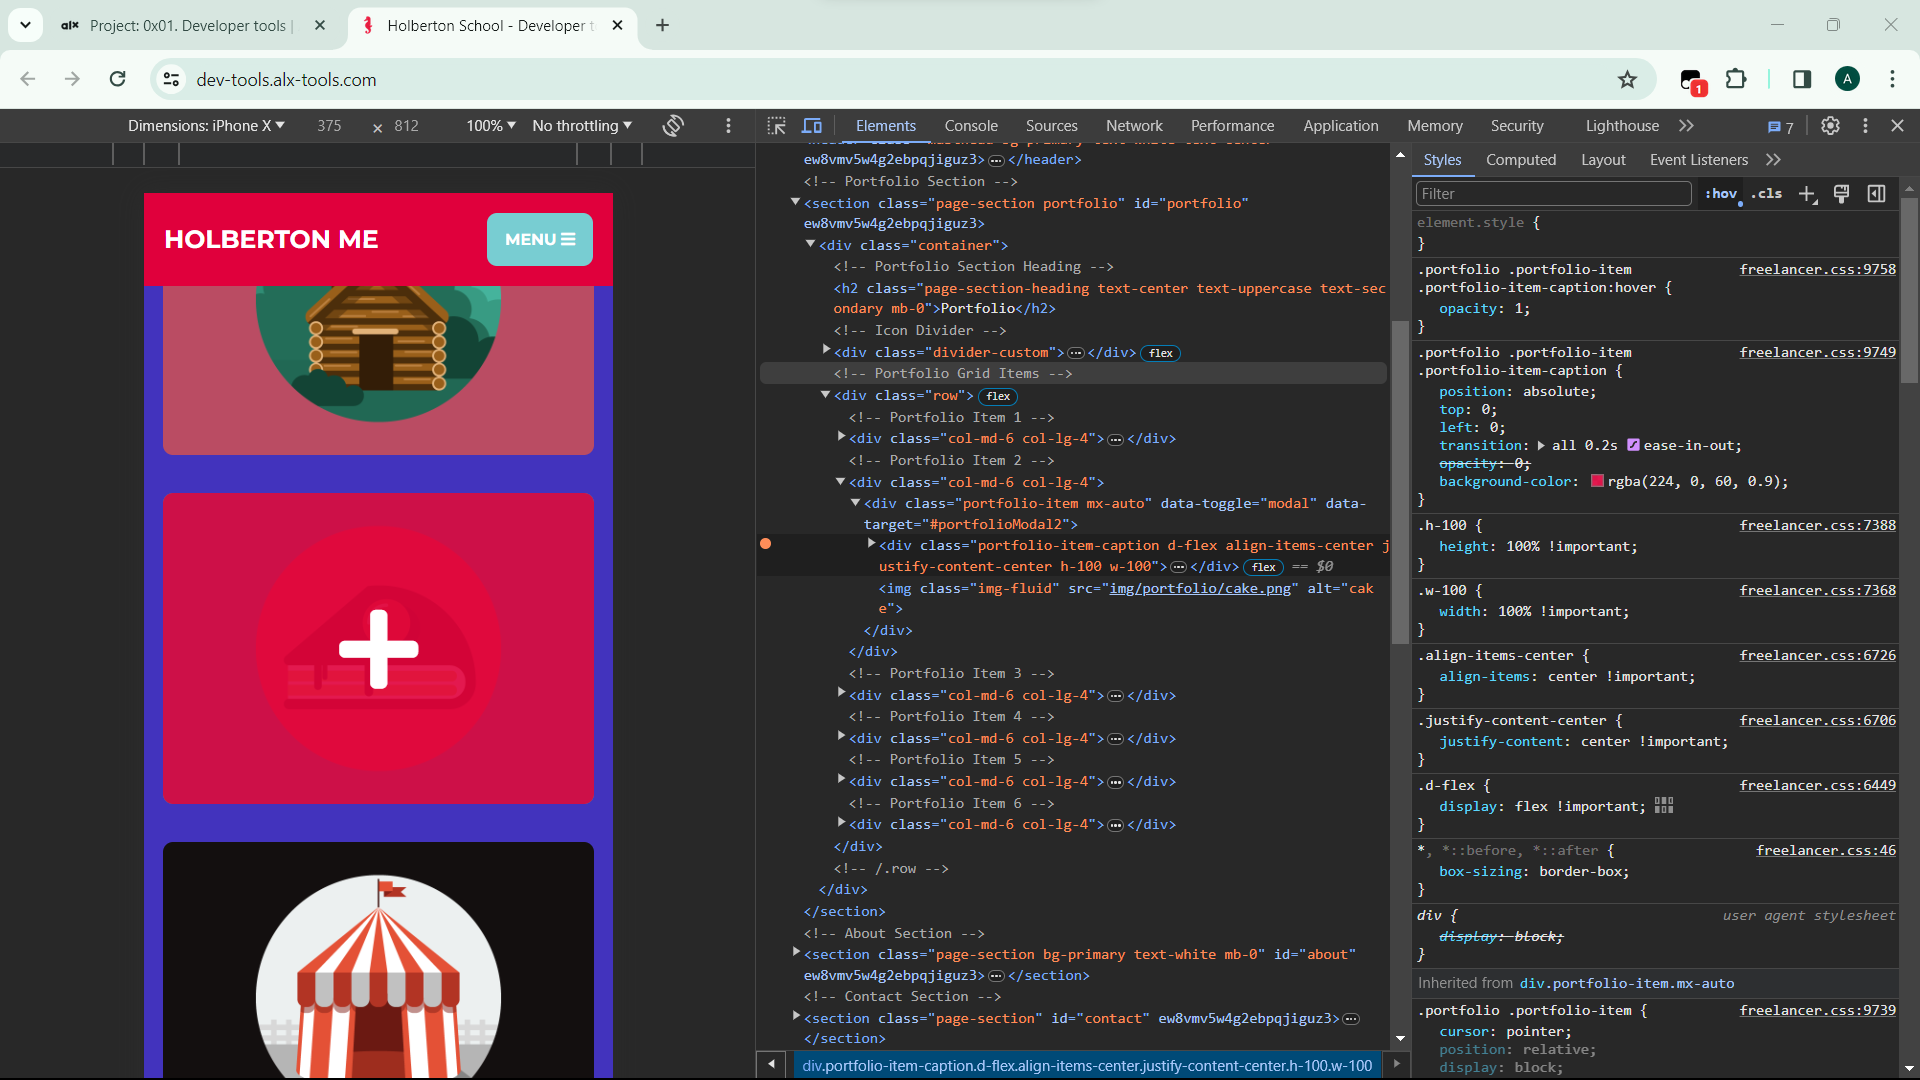 alx Project: 0x01. Developer tools |
Holberton School - Developer t
dev-tools.alx-tools.com
1
A
Dimensions: iPhone X ▼ 375 × 812 100% ▼ No throttling ▼
Elements Console Sources Network Performance Application Memory Security Lighthouse 7
HOLBERTON ME
MENU
ew8vmv5w4g2ebpqjiguz3>…</header>
<!-- Portfolio Section -->
<section class="page-section portfolio" id="portfolio"
ew8vmv5w4g2ebpqjiguz3>
<div class="container">
<!-- Portfolio Section Heading -->
<h2 class="page-section-heading text-center text-uppercase text-sec
ondary mb-0">Portfolio</h2>
<!-- Icon Divider -->
<div class="divider-custom">…</div> flex
<!-- Portfolio Grid Items -->
<div class="row"> flex
<!-- Portfolio Item 1 -->
<div class="col-md-6 col-lg-4">…</div>
<!-- Portfolio Item 2 -->
<div class="col-md-6 col-lg-4">
<div class="portfolio-item mx-auto" data-toggle="modal" data-
target="#portfolioModal2">
<div class="portfolio-item-caption d-flex align-items-center j
ustify-content-center h-100 w-100">…</div> flex == $0
<img class="img-fluid" src="img/portfolio/cake.png" alt="cak
e">
</div>
</div>
<!-- Portfolio Item 3 -->
<div class="col-md-6 col-lg-4">…</div>
<!-- Portfolio Item 4 -->
<div class="col-md-6 col-lg-4">…</div>
<!-- Portfolio Item 5 -->
<div class="col-md-6 col-lg-4">…</div>
<!-- Portfolio Item 6 -->
<div class="col-md-6 col-lg-4">…</div>
</div>
<!-- /.row -->
</div>
</section>
<!-- About Section -->
<section class="page-section bg-primary text-white mb-0" id="about"
ew8vmv5w4g2ebpqjiguz3>…</section>
<!-- Contact Section -->
<section class="page-section" id="contact" ew8vmv5w4g2ebpqjiguz3>…
</section>
div.portfolio-item-caption.d-flex.align-items-center.justify-content-center.h-100.w-100
Styles Computed Layout Event Listeners
Filter :hov .cls
element.style {
}
.portfolio .portfolio-item freelancer.css:9758
.portfolio-item-caption:hover {
opacity: 1;
}
.portfolio .portfolio-item freelancer.css:9749
.portfolio-item-caption {
position: absolute;
top: 0;
left: 0;
transition: all 0.2s ease-in-out;
opacity: 0;
background-color: rgba(224, 0, 60, 0.9);
}
.h-100 { freelancer.css:7388
height: 100% !important;
}
.w-100 { freelancer.css:7368
width: 100% !important;
}
.align-items-center { freelancer.css:6726
align-items: center !important;
}
.justify-content-center { freelancer.css:6706
justify-content: center !important;
}
.d-flex { freelancer.css:6449
display: flex !important;
}
*, *::before, *::after { freelancer.css:46
box-sizing: border-box;
}
div { user agent stylesheet
display: block;
}
Inherited from div.portfolio-item.mx-auto
.portfolio .portfolio-item { freelancer.css:9739
cursor: pointer;
position: relative;
display: block;